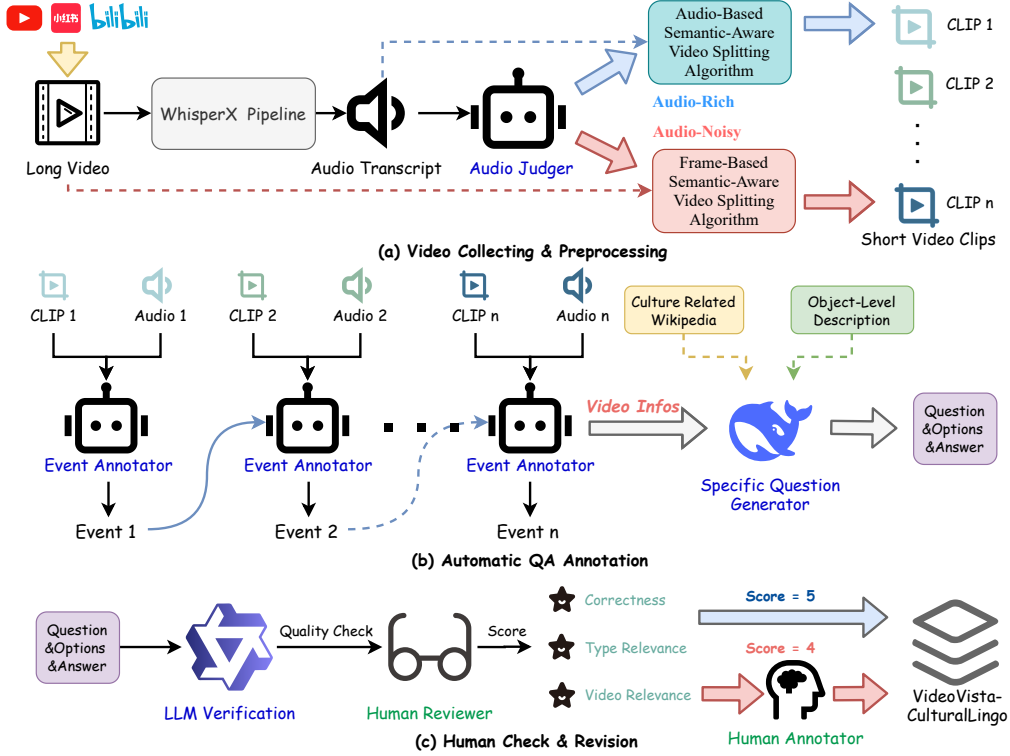 小红书
bilibili
Long Video
WhisperX Pipeline
Audio Transcript
Audio Judger
Audio-Based
Semantic-Aware
Video Splitting
Algorithm
Audio-Rich
Audio-Noisy
Frame-Based
Semantic-Aware
Video Splitting
Algorithm
CLIP 1
CLIP 2
CLIP n
Short Video Clips
(a) Video Collecting & Preprocessing
CLIP 1
Audio 1
CLIP 2
Audio 2
CLIP n
Audio n
Culture Related
Wikipedia
Object-Level
Description
Event Annotator
Event Annotator
Event Annotator
Video Infos
Specific Question
Generator
Question
&Options
&Answer
Event 1
Event 2
Event n
(b) Automatic QA Annotation
Question
&Options
&Answer
LLM Verification
Quality Check
Human Reviewer
Score
Correctness
Type Relevance
Video Relevance
Score = 5
Score = 4
Human Annotator
VideoVista-
CulturalLingo
(c) Human Check & Revision